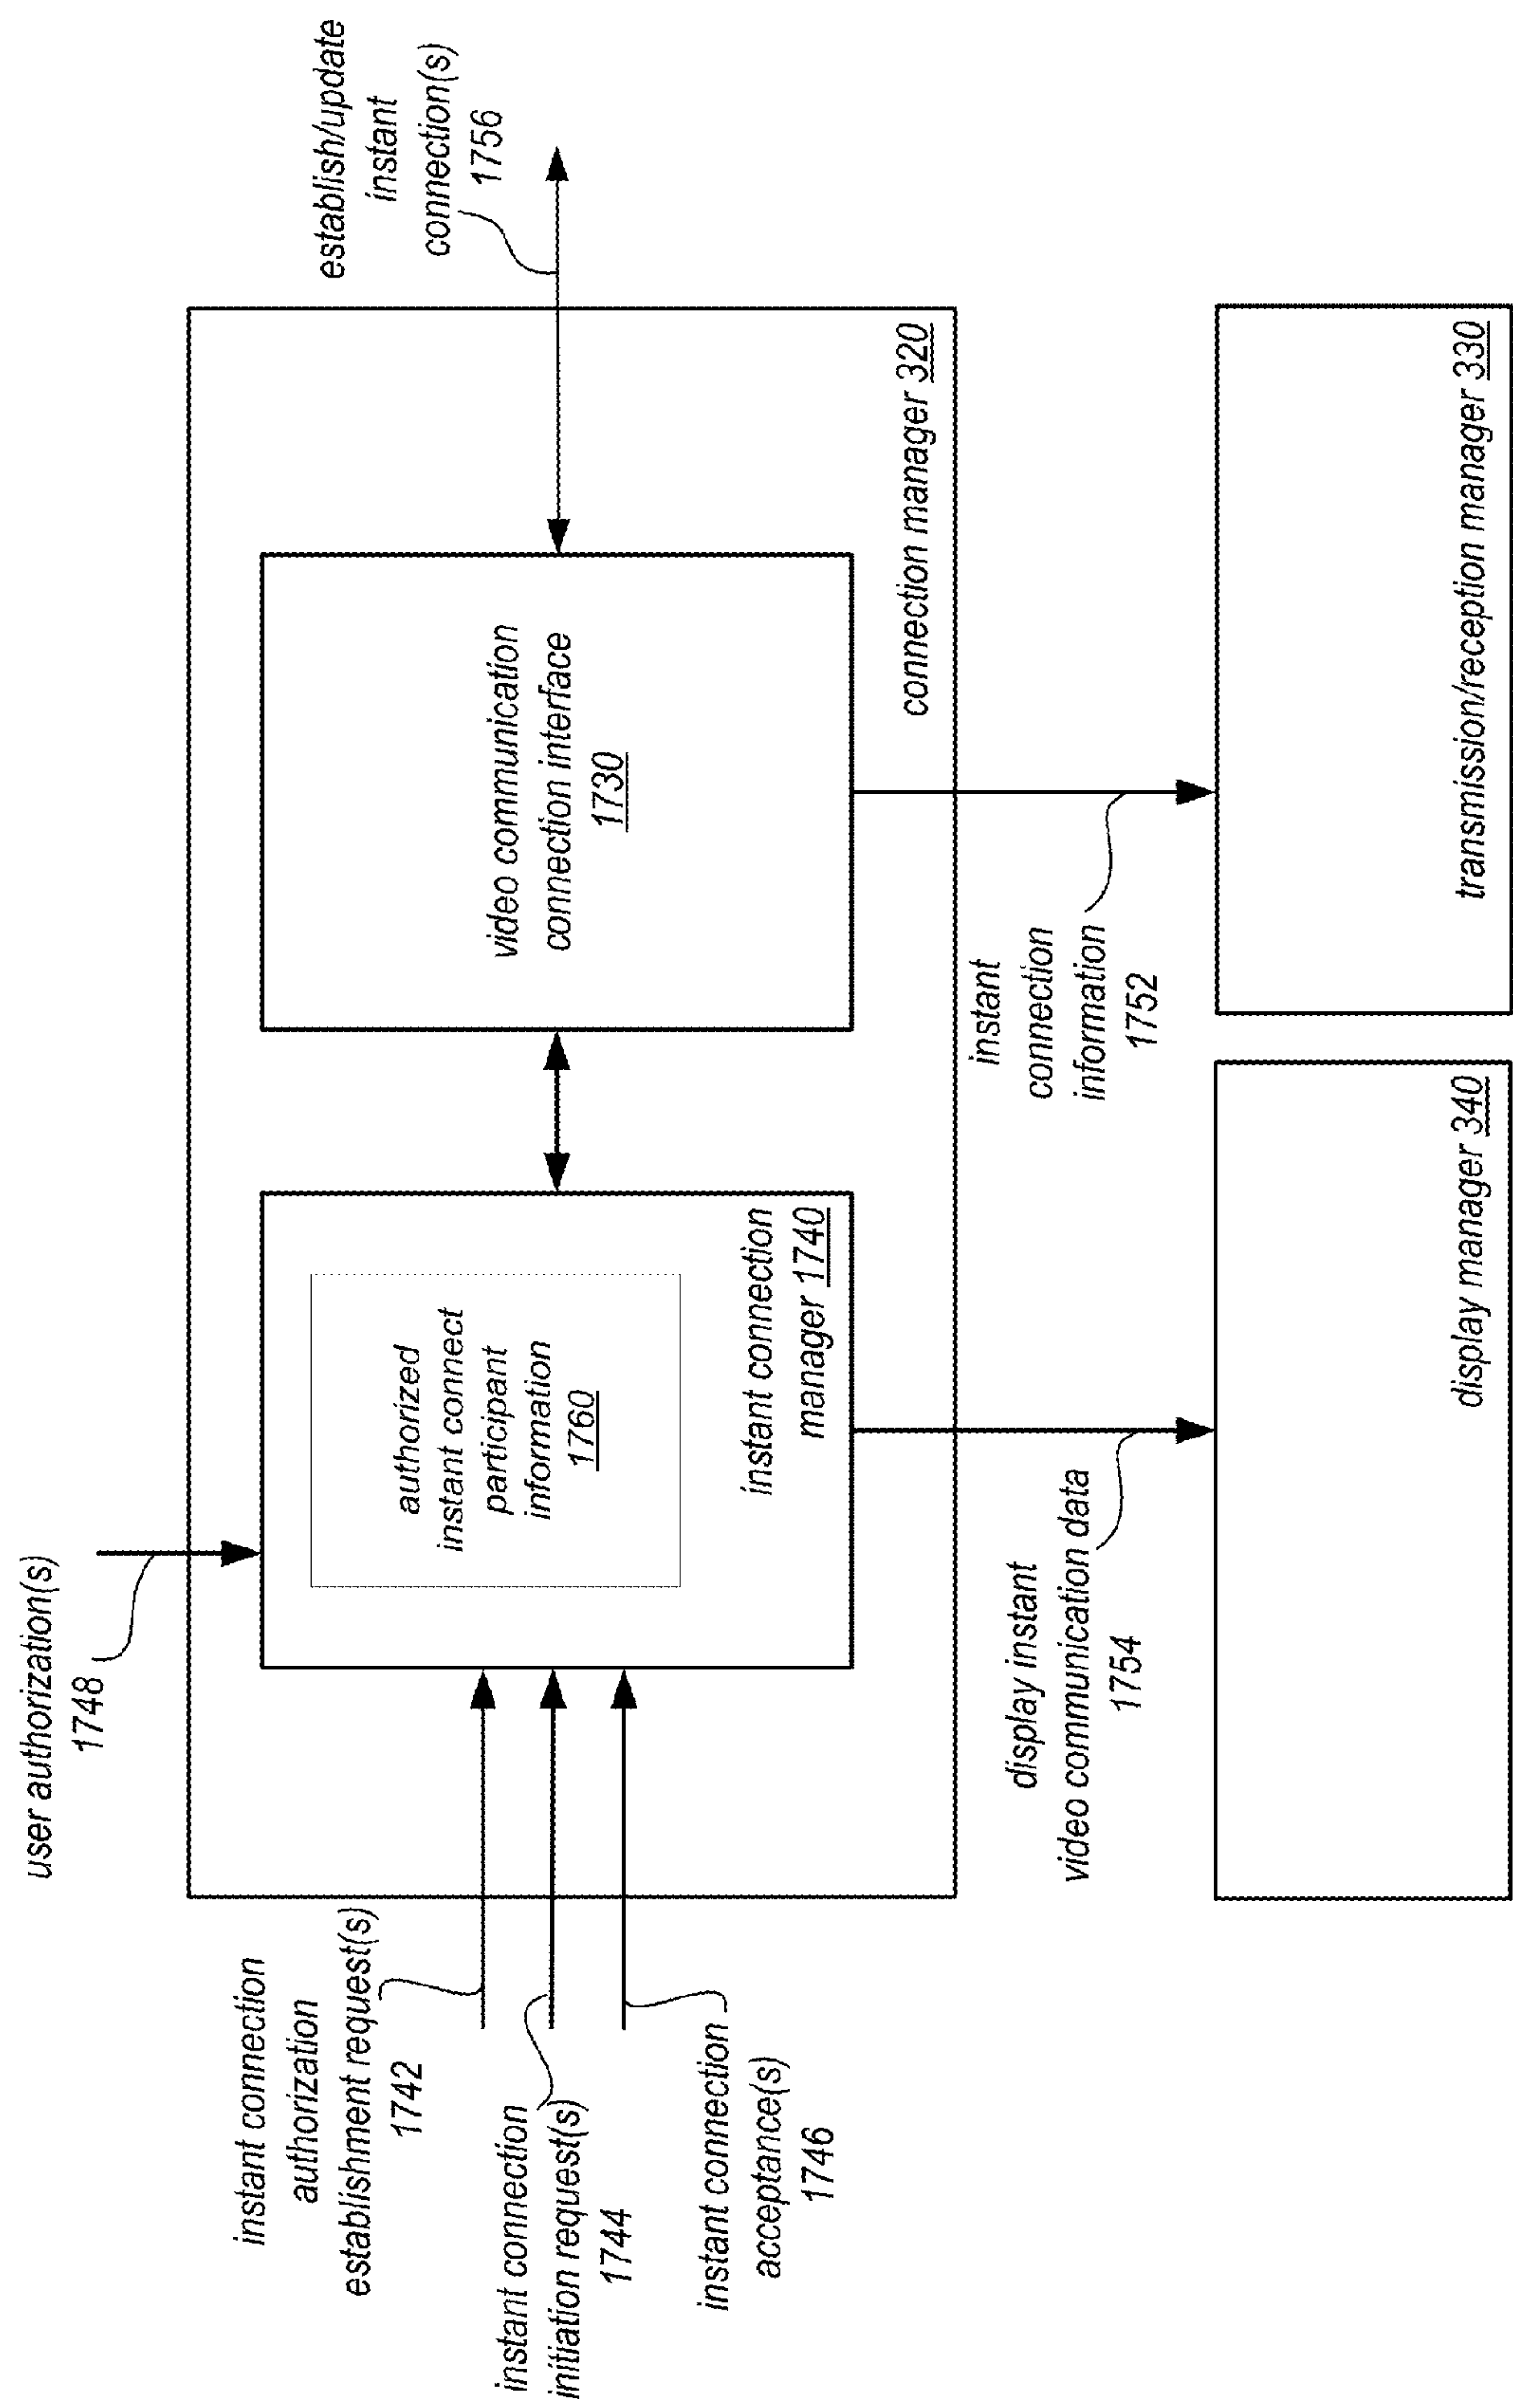 user authorization(s)
1748
instant connection
authorization
establishment request(s)
1742
instant connection
initiation request(s)
1744
instant connection
acceptance(s)
1746
authorized
instant connect
participant
information
1760
instant connection
manager 1740
video communication
connection interface
1730
establish/update
instant
connection(s)
1756
connection manager 320
display instant
video communication data
1754
instant
connection
information
1752
display manager 340
transmission/reception manager 330